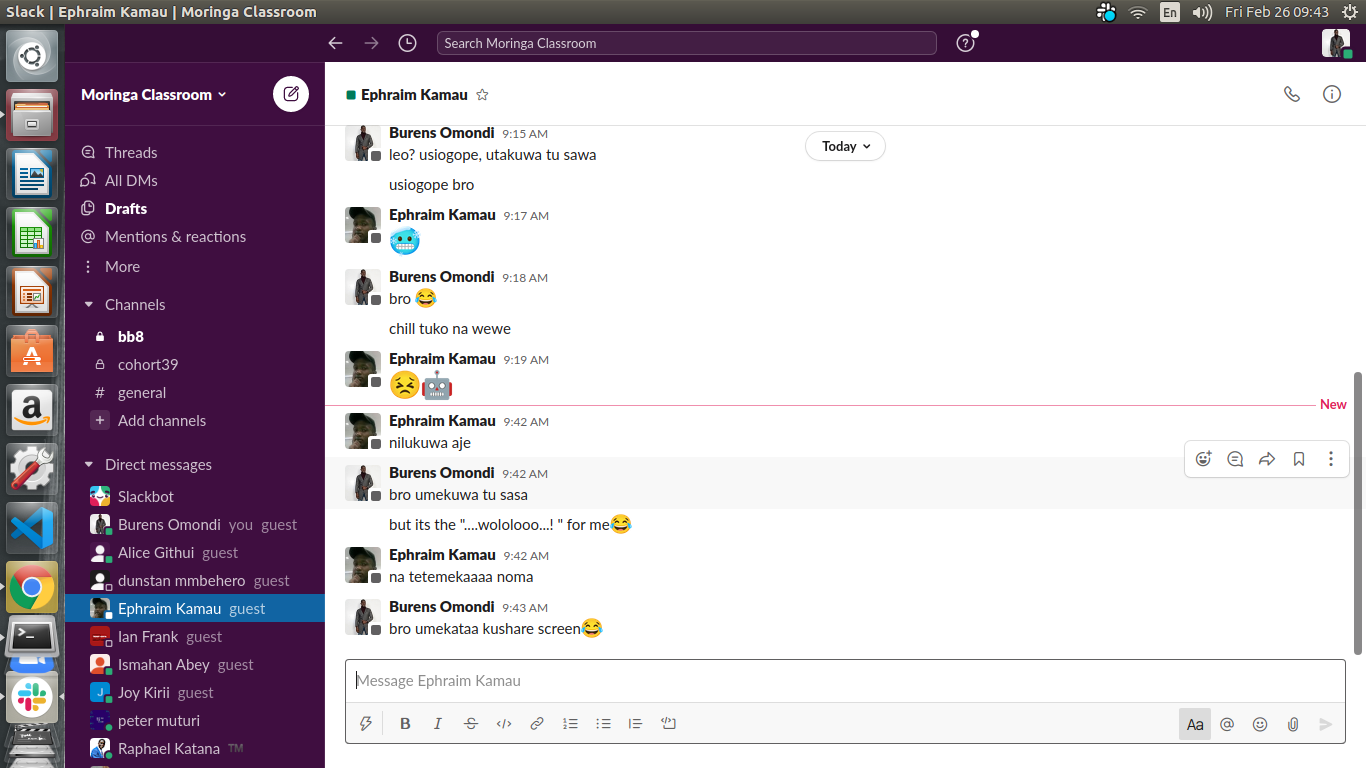 Slack | Ephraim Kamau | Moringa Classroom
En
Fri Feb 26 09:43
Search Moringa Classroom
Moringa Classroom
Threads
All DMs
Drafts
Mentions & reactions
More
Channels
bb8
cohort39
# general
+ Add channels
Direct messages
Slackbot
Burens Omondi you guest
Alice Githui guest
dunstan mmbehero guest
Ephraim Kamau guest
Ian Frank guest
Ismahan Abey guest
J Joy Kirii guest
peter muturi
Raphael Katana TM
Ephraim Kamau
Today
Burens Omondi 9:15 AM
leo? usiogope, utakuwa tu sawa
usiogope bro
Ephraim Kamau 9:17 AM
🥶
Burens Omondi 9:18 AM
bro 😂
chill tuko na wewe
Ephraim Kamau 9:19 AM
😣🤖
New
Ephraim Kamau 9:42 AM
nilukuwa aje
Burens Omondi 9:42 AM
bro umekuwa tu sasa
but its the "....wololooo...! " for me😂
Ephraim Kamau 9:42 AM
na tetemekaaaa noma
Burens Omondi 9:43 AM
bro umekataa kushare screen😂
Message Ephraim Kamau
B I S </>
Aa @